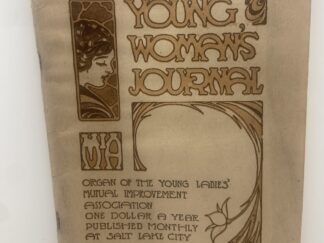 YOUNG
WOMAN'S
JOURNAL
MIA
ORGAN OF THE YOUNG LADIES'
MUTUAL IMPROVEMENT
ASSOCIATION
ONE DOLLAR A YEAR
PUBLISHED MONTHLY
AT SALT LAKE CITY